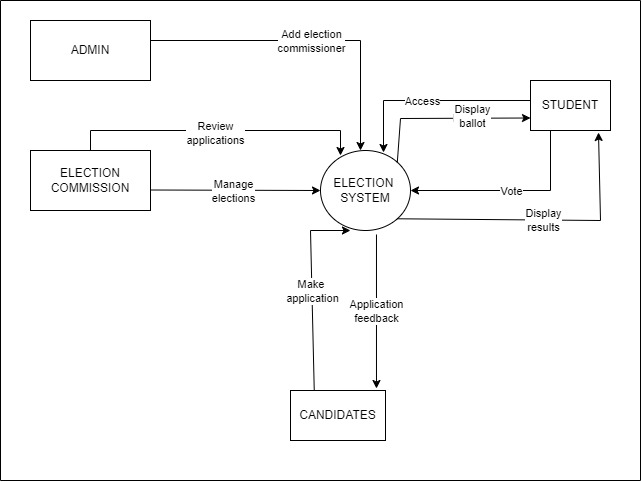 ADMIN
Add election
commissioner
Access
Display
ballot
STUDENT
Review
applications
ELECTION
COMMISSION
Manage
elections
ELECTION
SYSTEM
Vote
Display
results
Make
application
Application
feedback
CANDIDATES